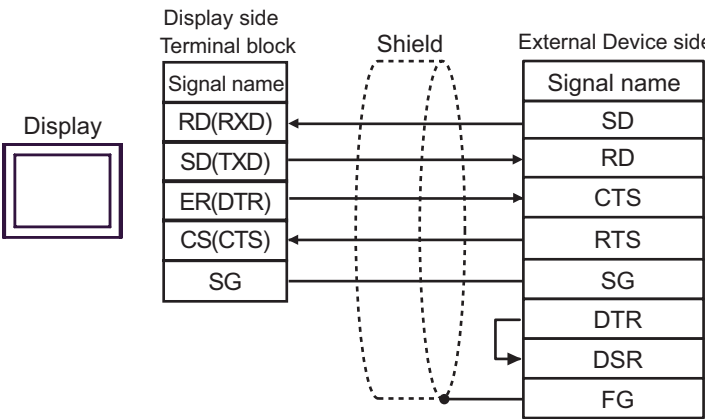 Display side
Terminal block
Shield
External Device side
Signal name
Signal name
Display
RD(RXD)
SD
SD(TXD)
RD
ER(DTR)
CTS
CS(CTS)
RTS
SG
SG
DTR
DSR
FG